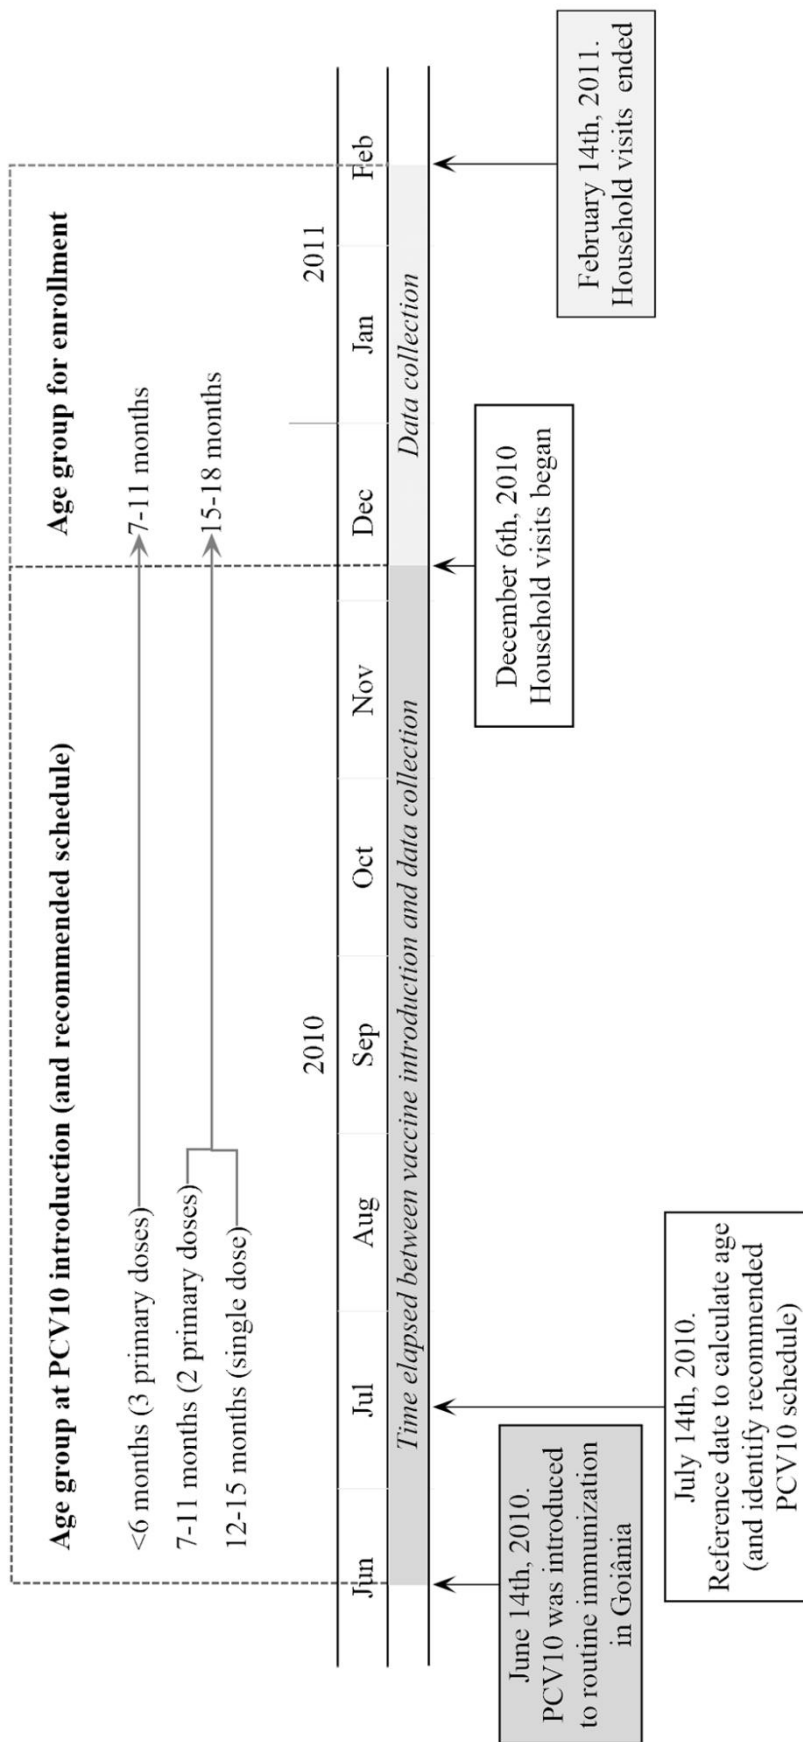 Age group at PCV10 introduction (and recommended schedule)
Age group for enrollment
<6 months (3 primary doses)
7-11 months
7-11 months (2 primary doses)
15-18 months
12-15 months (single dose)
2010
2011
Jun
Jul
Aug
Sep
Oct
Nov
Dec
Jan
Feb
Time elapsed between vaccine introduction and data collection
Data collection
June 14th, 2010.
PCV10 was introduced
to routine immunization
in Goiânia
December 6th, 2010
Household visits began
February 14th, 2011.
Household visits ended
July 14th, 2010.
Reference date to calculate age
(and identify recommended
PCV10 schedule)